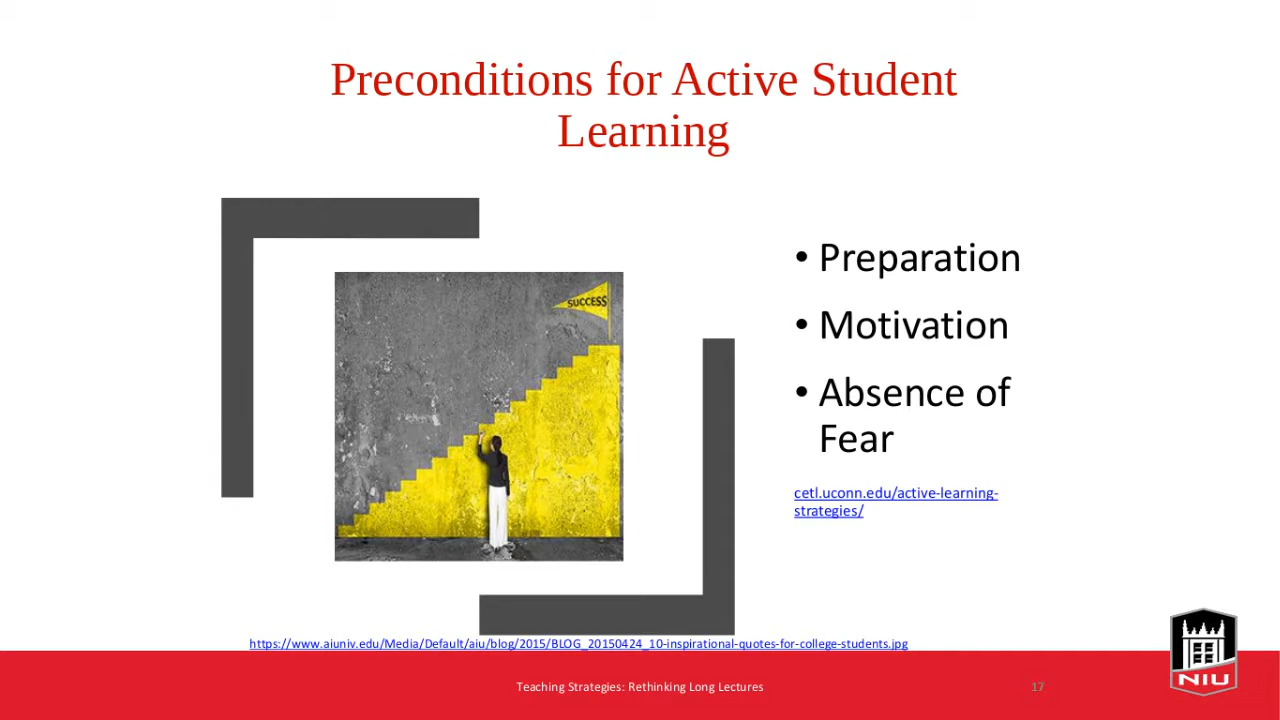 Preconditions for Active Student
Learning
SUCCESS
• Preparation
• Motivation
• Absence of
Fear
cetl.uconn.edu/active-learning-
strategies/
https://www.aiuniv.edu/Media/Default/aiu/blog/2015/BLOG_20150424_10-inspirational-quotes-for-college-students.jpg
Teaching Strategies: Rethinking Long Lectures
17
NIU